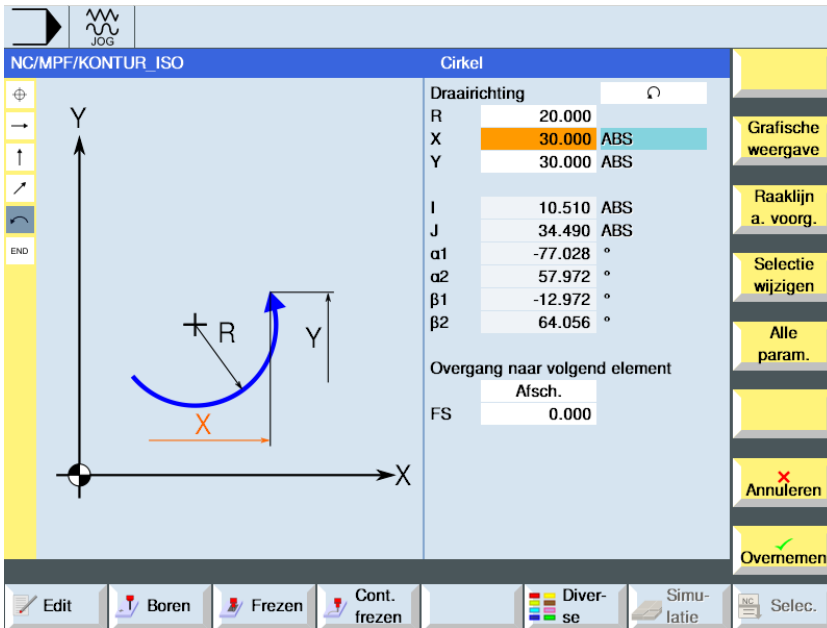 JOG
NC/MPF/KONTUR_ISO
Cirkel
END
Y
R
Y
X
X
Draairichting
R 20.000
X 30.000 ABS
Y 30.000 ABS
I 10.510 ABS
J 34.490 ABS
α1 -77.028 °
α2 57.972 °
β1 -12.972 °
β2 64.056 °
Overgang naar volgend element
Afsch.
FS 0.000
Grafische
weergave
Raaklijn
a. voorg.
Selectie
wijzigen
Alle
param.
Annuleren
Overnemen
Edit
Boren
Frezen
Cont.
frezen
Diver-
se
Simu-
latie
NC
Selec.